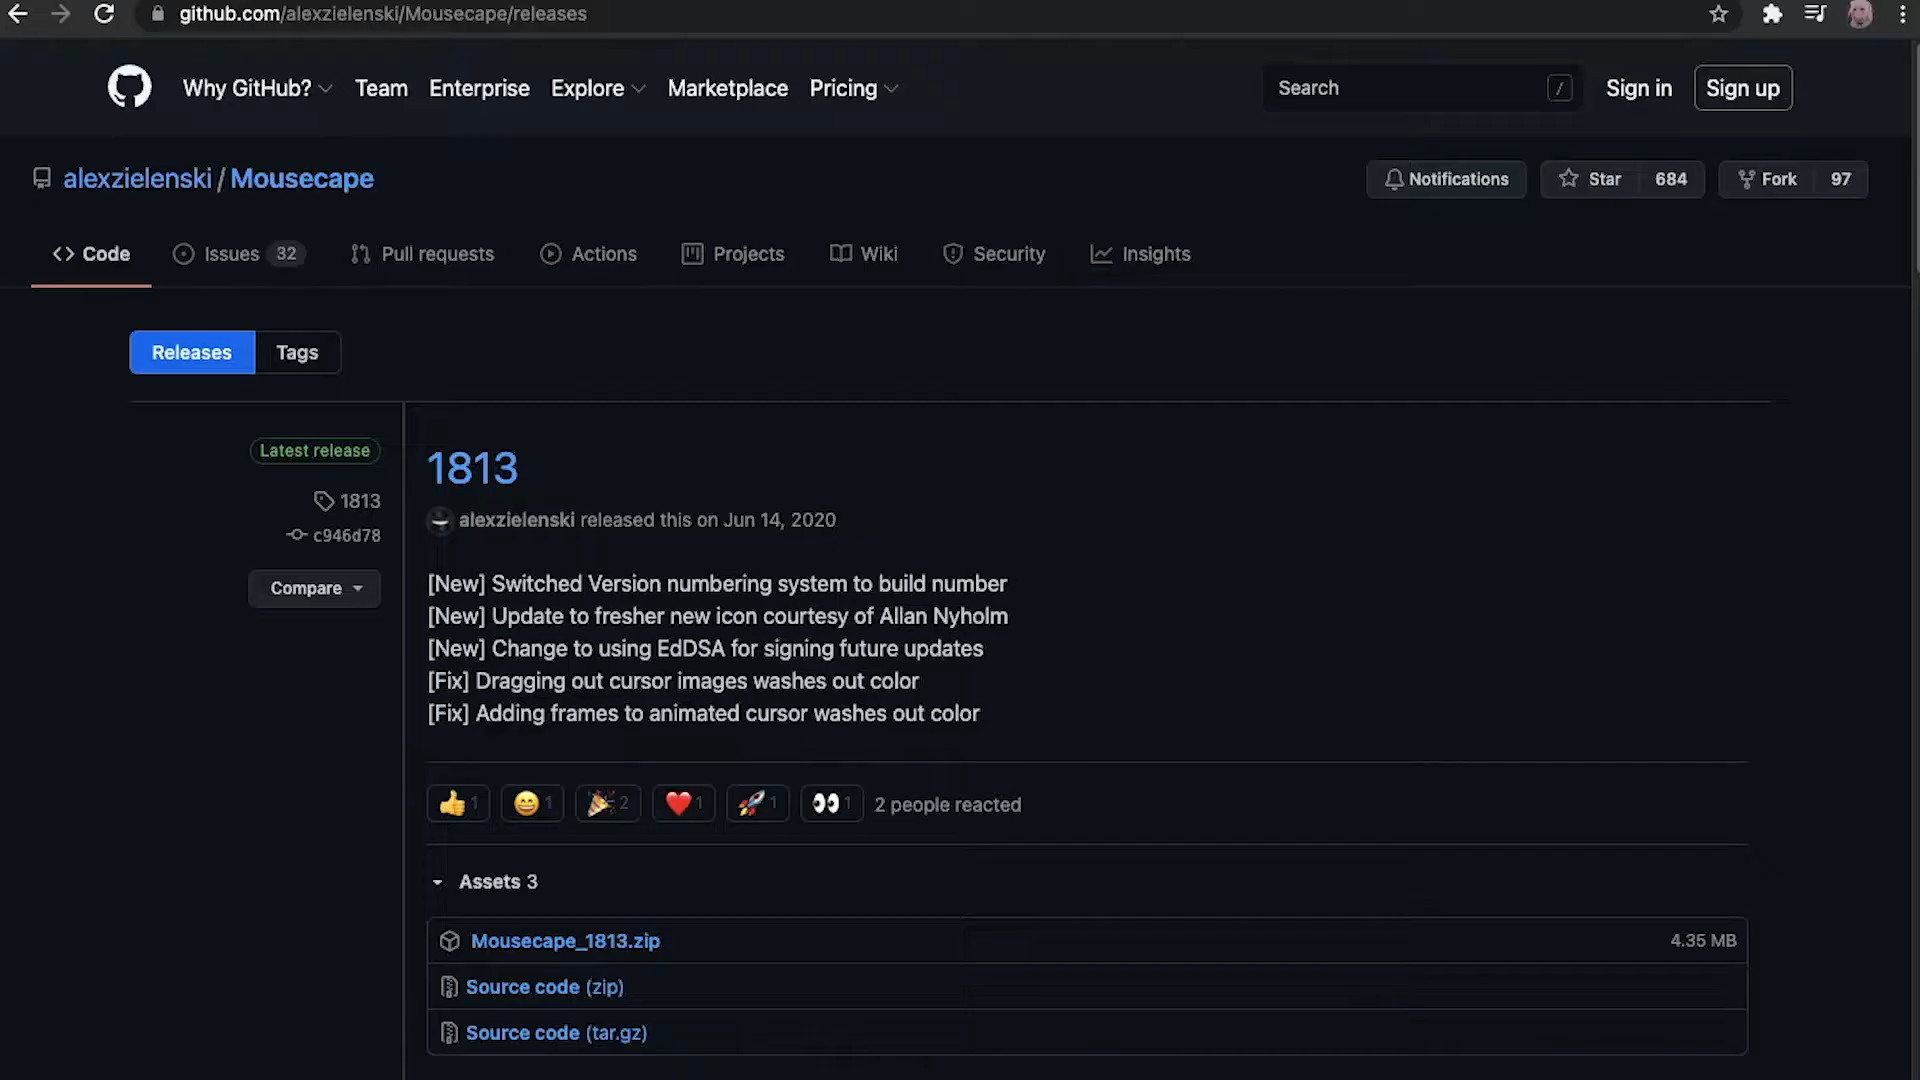 github.com/alexzielenski/Mousecape/releases
Why GitHub? Team Enterprise Explore Marketplace Pricing Search / Sign in Sign up
alexzielenski / Mousecape Notifications Star 684 Fork 97
Code Issues 32 Pull requests Actions Projects Wiki Security Insights
Releases Tags
Latest release
1813
c946d78
Compare
1813
alexzielenski released this on Jun 14, 2020
[New] Switched Version numbering system to build number
[New] Update to fresher new icon courtesy of Allan Nyholm
[New] Change to using EdDSA for signing future updates
[Fix] Dragging out cursor images washes out color
[Fix] Adding frames to animated cursor washes out color
1 1 2 1 1 1 2 people reacted
Assets 3
Mousecape_1813.zip 4.35 MB
Source code (zip)
Source code (tar.gz)